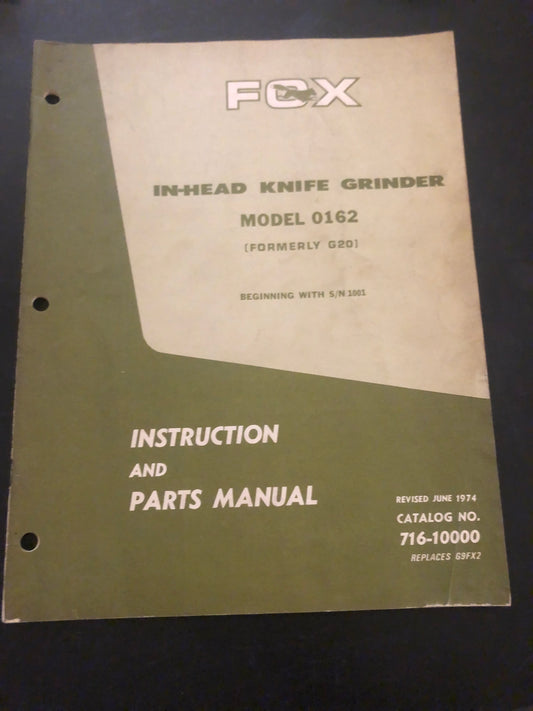 FOX
IN-HEAD KNIFE GRINDER
MODEL 0162
(FORMERLY G20)
BEGINNING WITH S/N 1001
INSTRUCTION
AND
PARTS MANUAL
REVISED JUNE 1974
CATALOG NO.
716-10000
REPLACES G9FX2